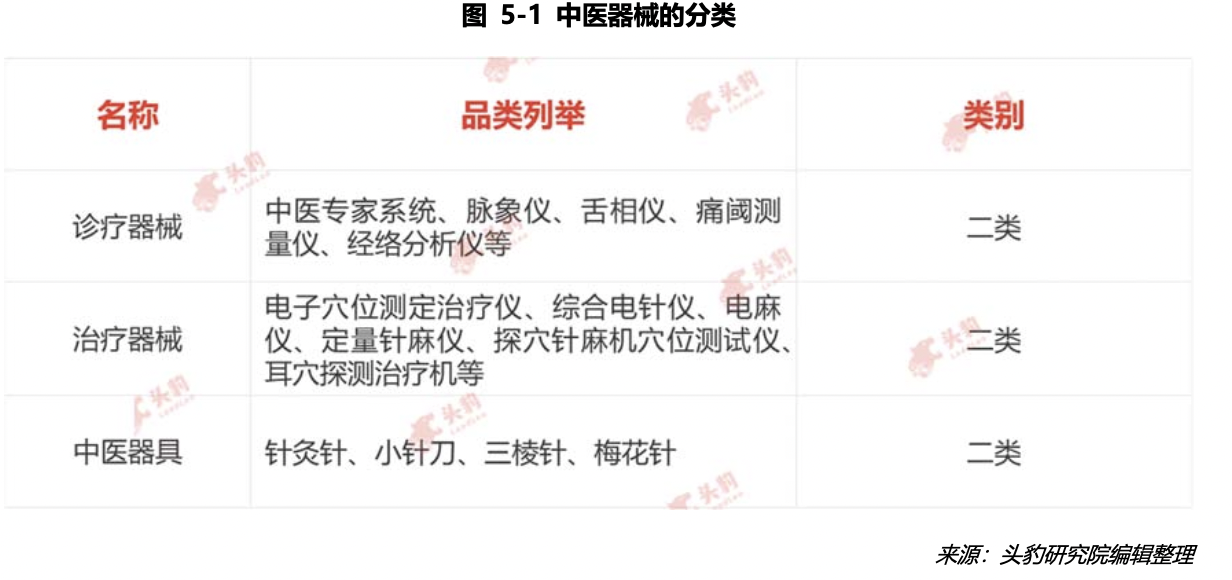 图 5-1 中医器械的分类
名称 品类列举 类别
诊疗器械 中医专家系统、脉象仪、舌相仪、痛阈测
量仪、经络分析仪等 二类
治疗器械 电子穴位测定治疗仪、综合电针仪、电麻
仪、定量针麻仪、探穴针麻机穴位测试仪、 二类
耳穴探测治疗机等
中医器具 针灸针、小针刀、三棱针、梅花针 二类
来源：头豹研究院编辑整理
头豹
LeadLeo